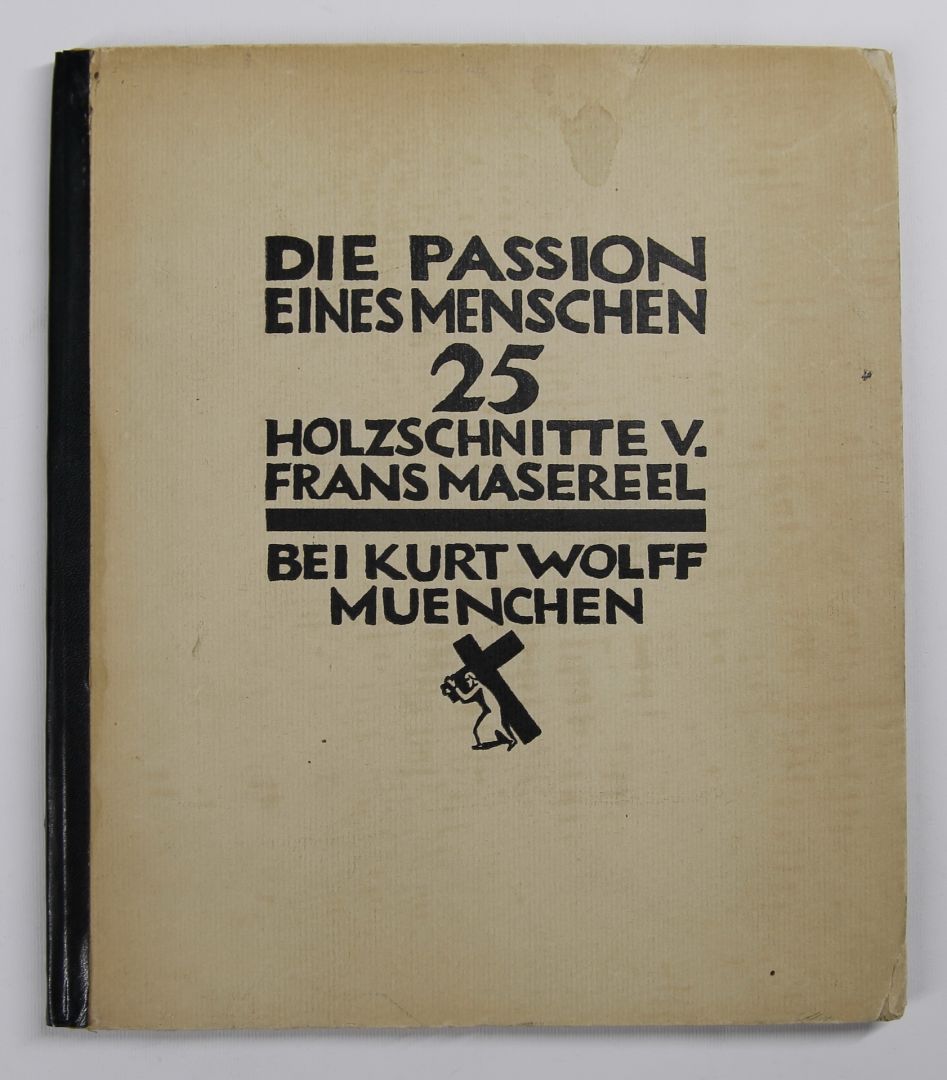 DIE PASSION
EINES MENSCHEN
25
HOLZSCHNITTE V.
FRANS MASEREEL
BEI KURT WOLFF
MUENCHEN